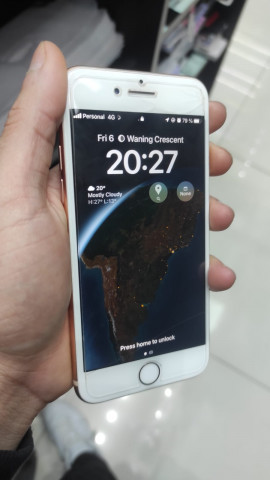 Personal 4G
79%
Fri 6 Waning Crescent
20:27
20°
Mostly Cloudy
Press home to unlock